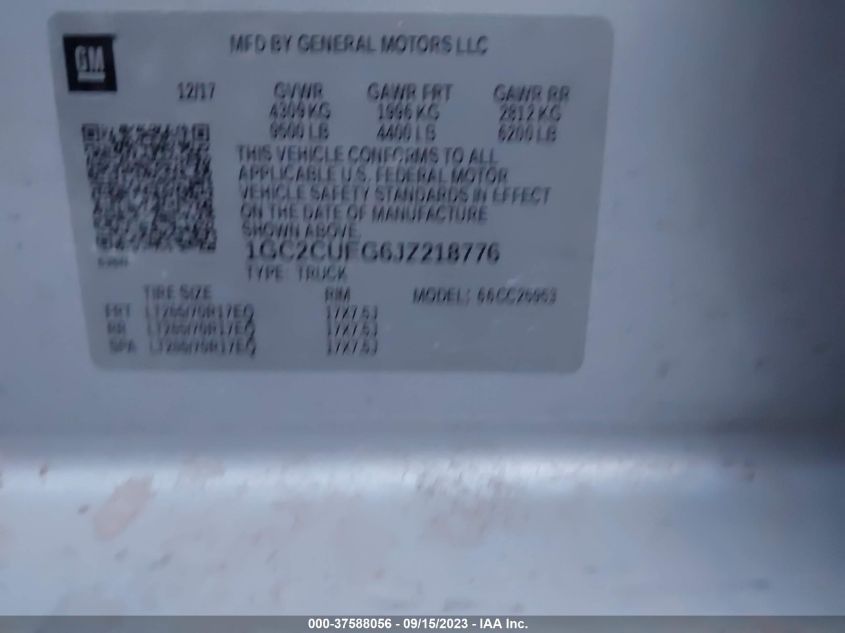 GM
MFD BY GENERAL MOTORS LLC
12/17 GVWR GAWR FRT GAWR RR
4309 KG 1996 KG 2812 KG
9500 LB 4400 LB 6200 LB
THIS VEHICLE CONFORMS TO ALL
APPLICABLE U.S. FEDERAL MOTOR
VEHICLE SAFETY STANDARDS IN EFFECT
ON THE DATE OF MANUFACTURE
SHOWN ABOVE.
1GC2CUEG6JZ218776
TYPE: TRUCK
TIRE SIZE RIM MODEL:
FRT 17X7.5J
RR 17X7.5J
SPA 17X7.5J
000-37588056 - 09/15/2023 - IAA Inc.